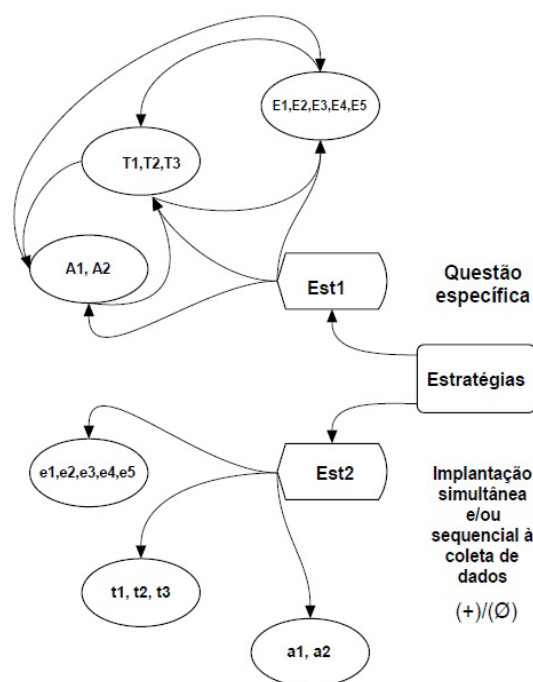 E1,E2,E3,E4,E5
T1,T2,T3
A1, A2
Est1
Questão
específica
Estratégias
e1,e2,e3,e4,e5
Est2
Implantação
simultânea
e/ou
sequencial à
coleta de
dados
(+)/(Ø)
t1, t2, t3
a1, a2